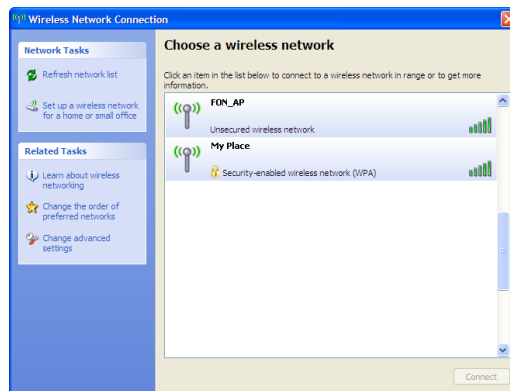 Wireless Network Connection
Network Tasks
Refresh network list
Set up a wireless network
for a home or small office
Related Tasks
Learn about wireless
networking
Change the order of
preferred networks
Change advanced
settings
Choose a wireless network
Click an item in the list below to connect to a wireless network in range or to get more
information.
FON_AP
Unsecured wireless network
My Place
Security-enabled wireless network (WPA)
Connect